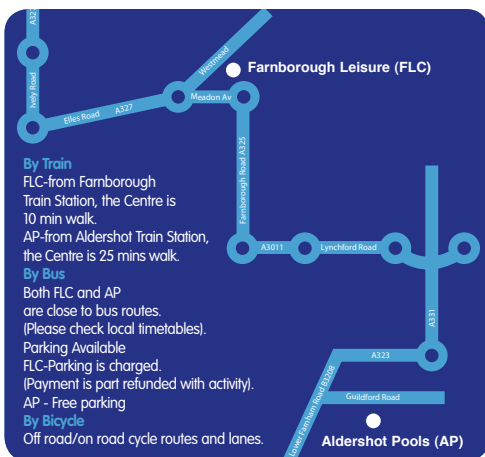 A327
Ively Road
Elles Road
A327
Westmead
Meadon Av
Farnborough Leisure (FLC)
Farnborough Road A325
A3011
Lynchford Road
A331
A323
Lower Farnham Road B3208
Guildford Road
Aldershot Pools (AP)
By Train
FLC-from Farnborough
Train Station, the Centre is
10 min walk.
AP-from Aldershot Train Station,
the Centre is 25 mins walk.
By Bus
Both FLC and AP
are close to bus routes.
(Please check local timetables).
Parking Available
FLC-Parking is charged.
(Payment is part refunded with activity).
AP - Free parking
By Bicycle
Off road/on road cycle routes and lanes.